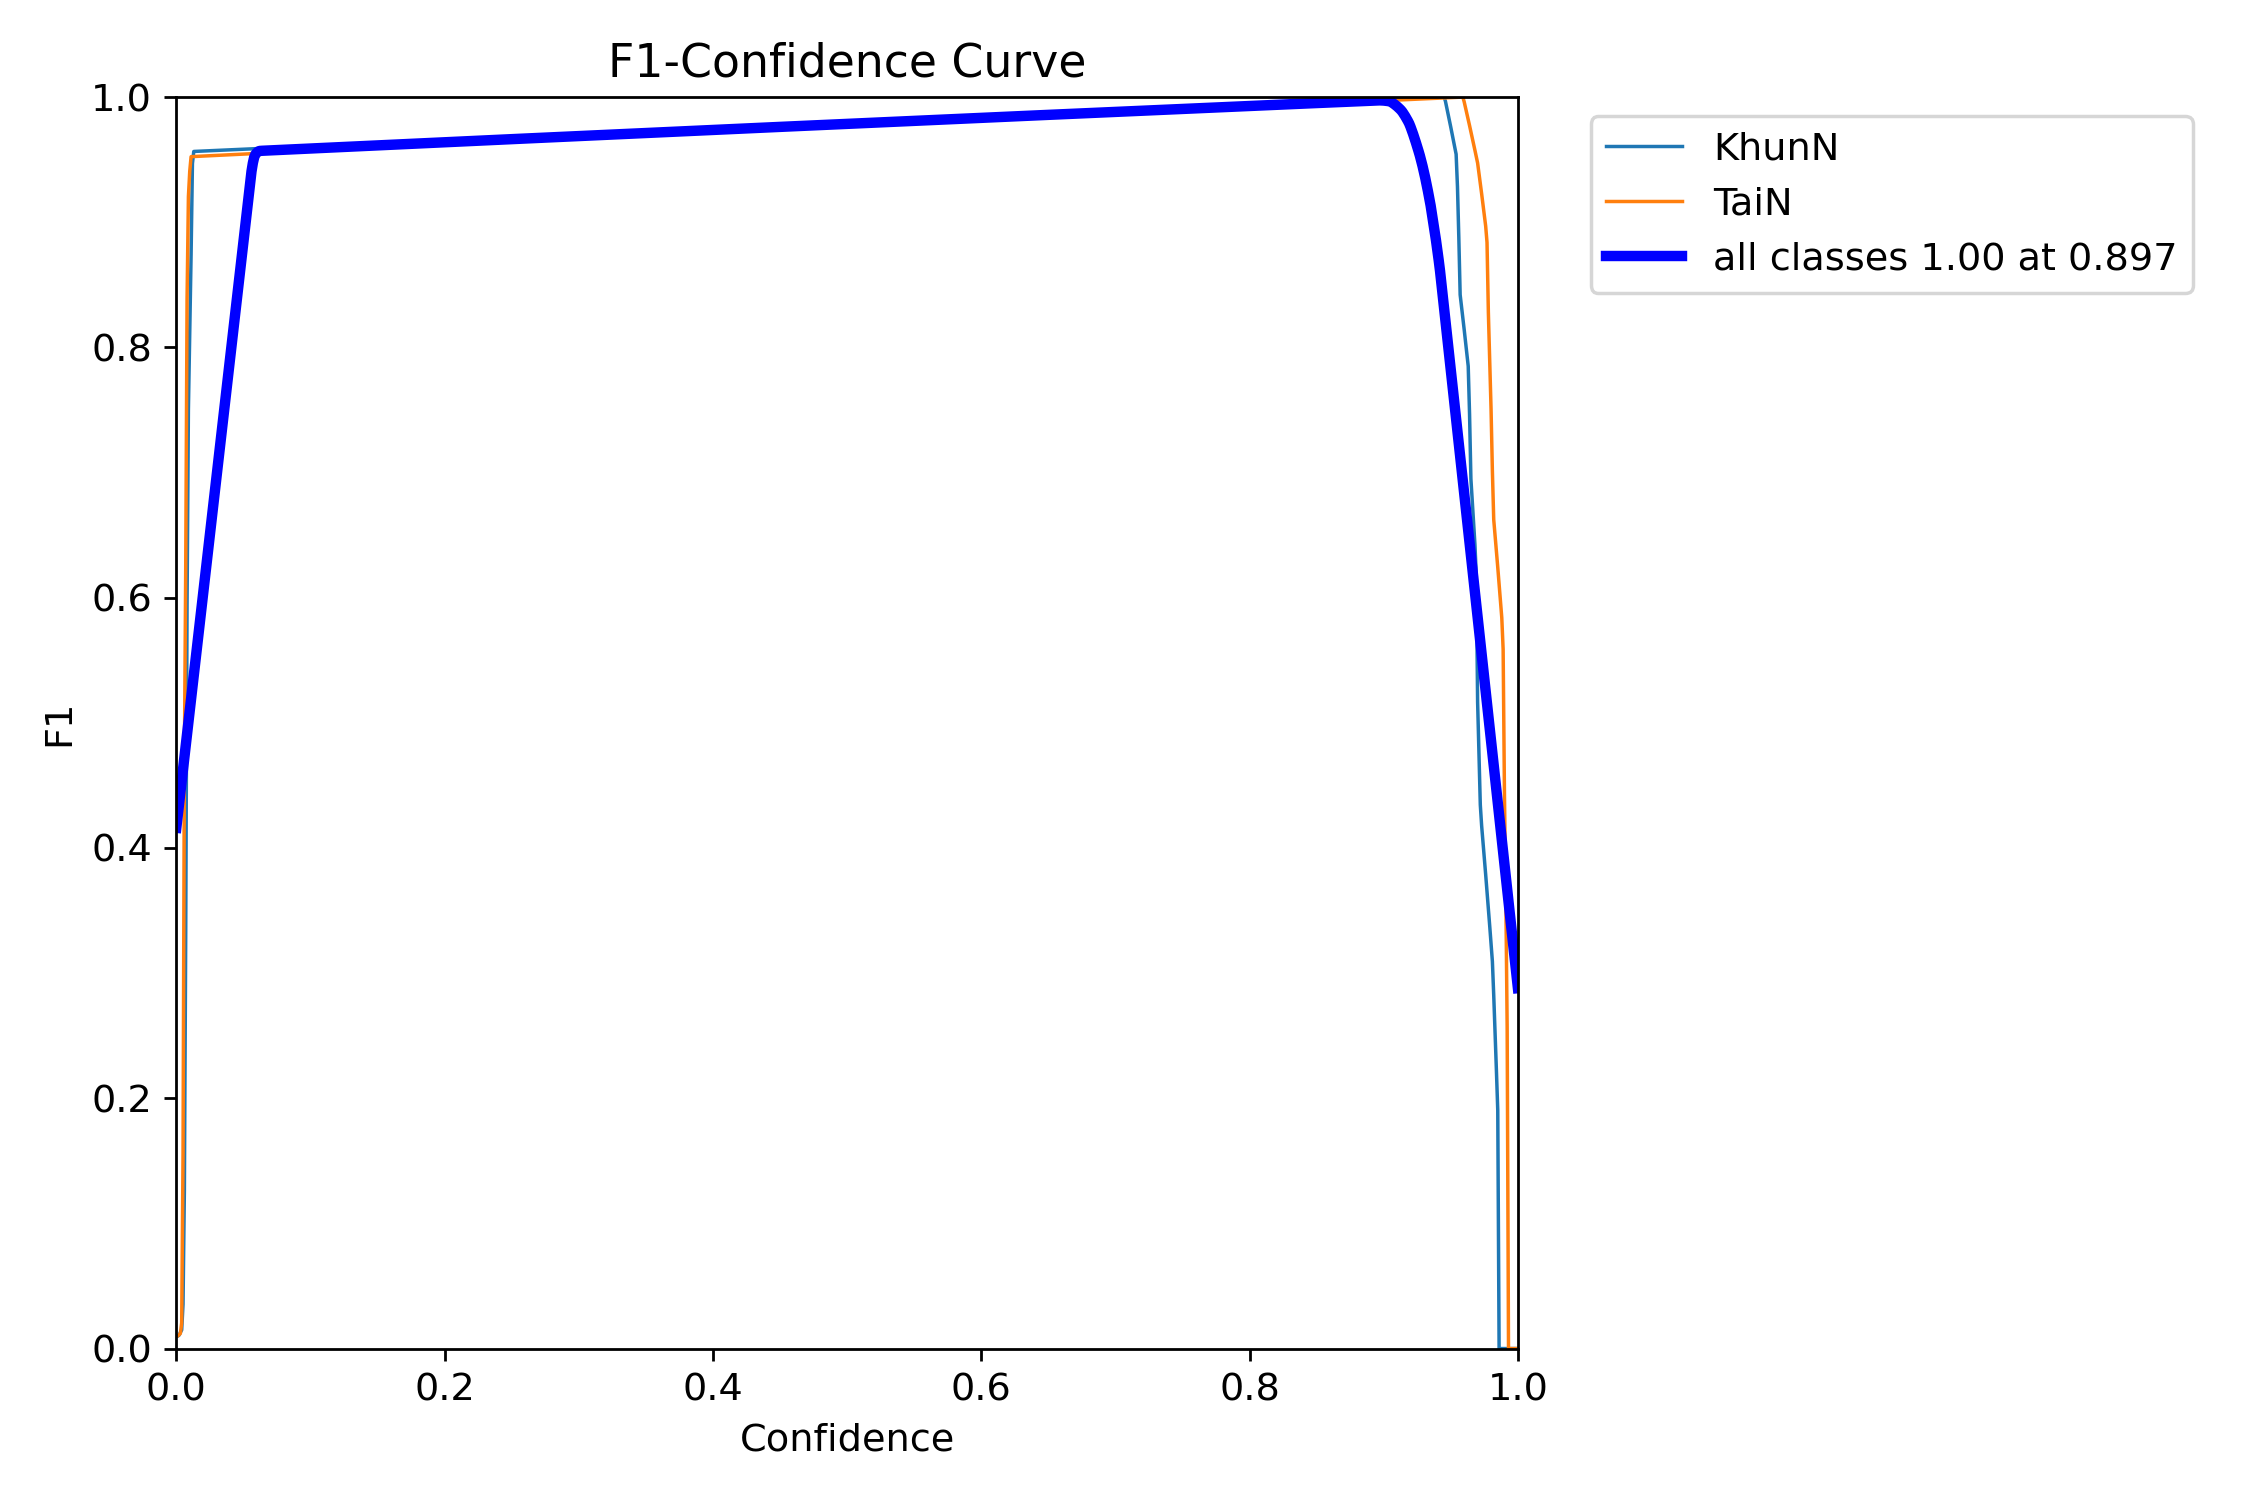 F1-Confidence Curve
1.0
0.8
0.6
0.4
0.2
0.0
F1
0.0 0.2 0.4 0.6 0.8 1.0
Confidence
KhunN
TaiN
all classes 1.00 at 0.897